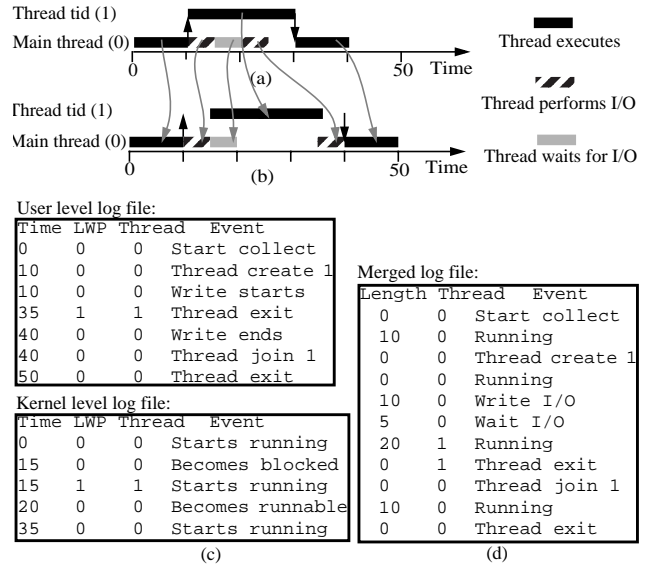 Thread tid (1)
Main thread (0)
0
50
Time
(a)
Thread executes
Thread performs I/O
Thread waits for I/O
Thread tid (1)
Main thread (0)
0
50
Time
(b)
User level log file:
Time LWP Thread Event
0 0 0 Start collect
10 0 0 Thread create 1
10 0 0 Write starts
35 1 1 Thread exit
40 0 0 Write ends
40 0 0 Thread join 1
50 0 0 Thread exit
Kernel level log file:
Time LWP Thread Event
0 0 0 Starts running
15 0 0 Becomes blocked
15 1 1 Starts running
20 0 0 Becomes runnable
35 0 0 Starts running
(c)
Merged log file:
Length Thread Event
0 0 Start collect
10 0 Running
0 0 Thread create 1
0 0 Running
10 0 Write I/O
5 0 Wait I/O
20 1 Running
0 1 Thread exit
0 0 Thread join 1
10 0 Running
0 0 Thread exit
(d)